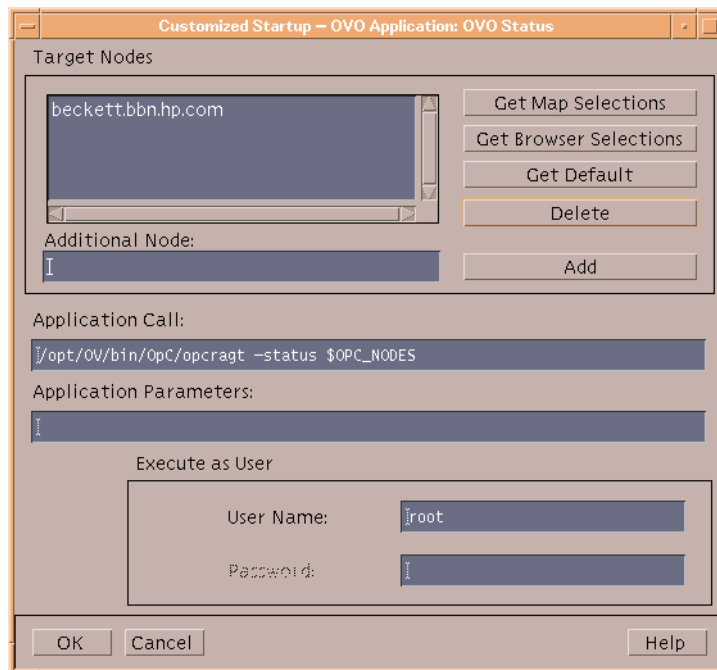 Customized Startup – OVO Application: OVO Status
Target Nodes
beckett.bbn.hp.com
Get Map Selections
Get Browser Selections
Get Default
Delete
Additional Node:
Add
Application Call:
/opt/OV/bin/OpC/opcragt –status $OPC_NODES
Application Parameters:
Execute as User
User Name:
root
Password:
OK
Cancel
Help